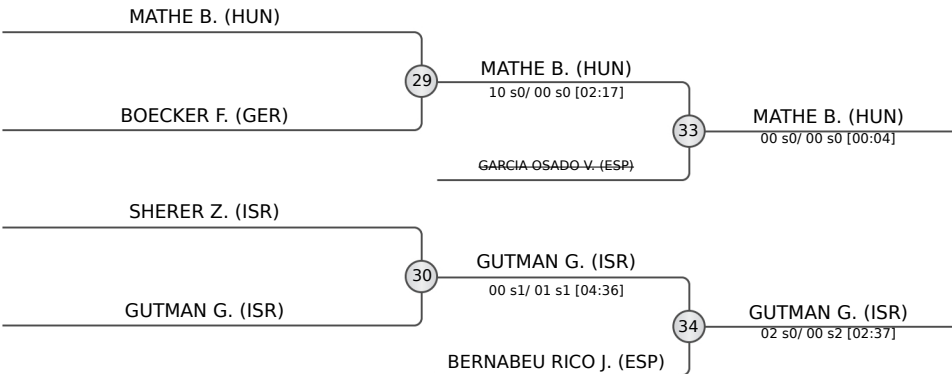 MATHE B. (HUN)
29
BOECKER F. (GER)
MATHE B. (HUN)
10 s0/ 00 s0 [02:17]
33
GARCIA OSADO V. (ESP)
MATHE B. (HUN)
00 s0/ 00 s0 [00:04]
SHERER Z. (ISR)
30
GUTMAN G. (ISR)
GUTMAN G. (ISR)
00 s1/ 01 s1 [04:36]
34
BERNABEU RICO J. (ESP)
GUTMAN G. (ISR)
02 s0/ 00 s2 [02:37]